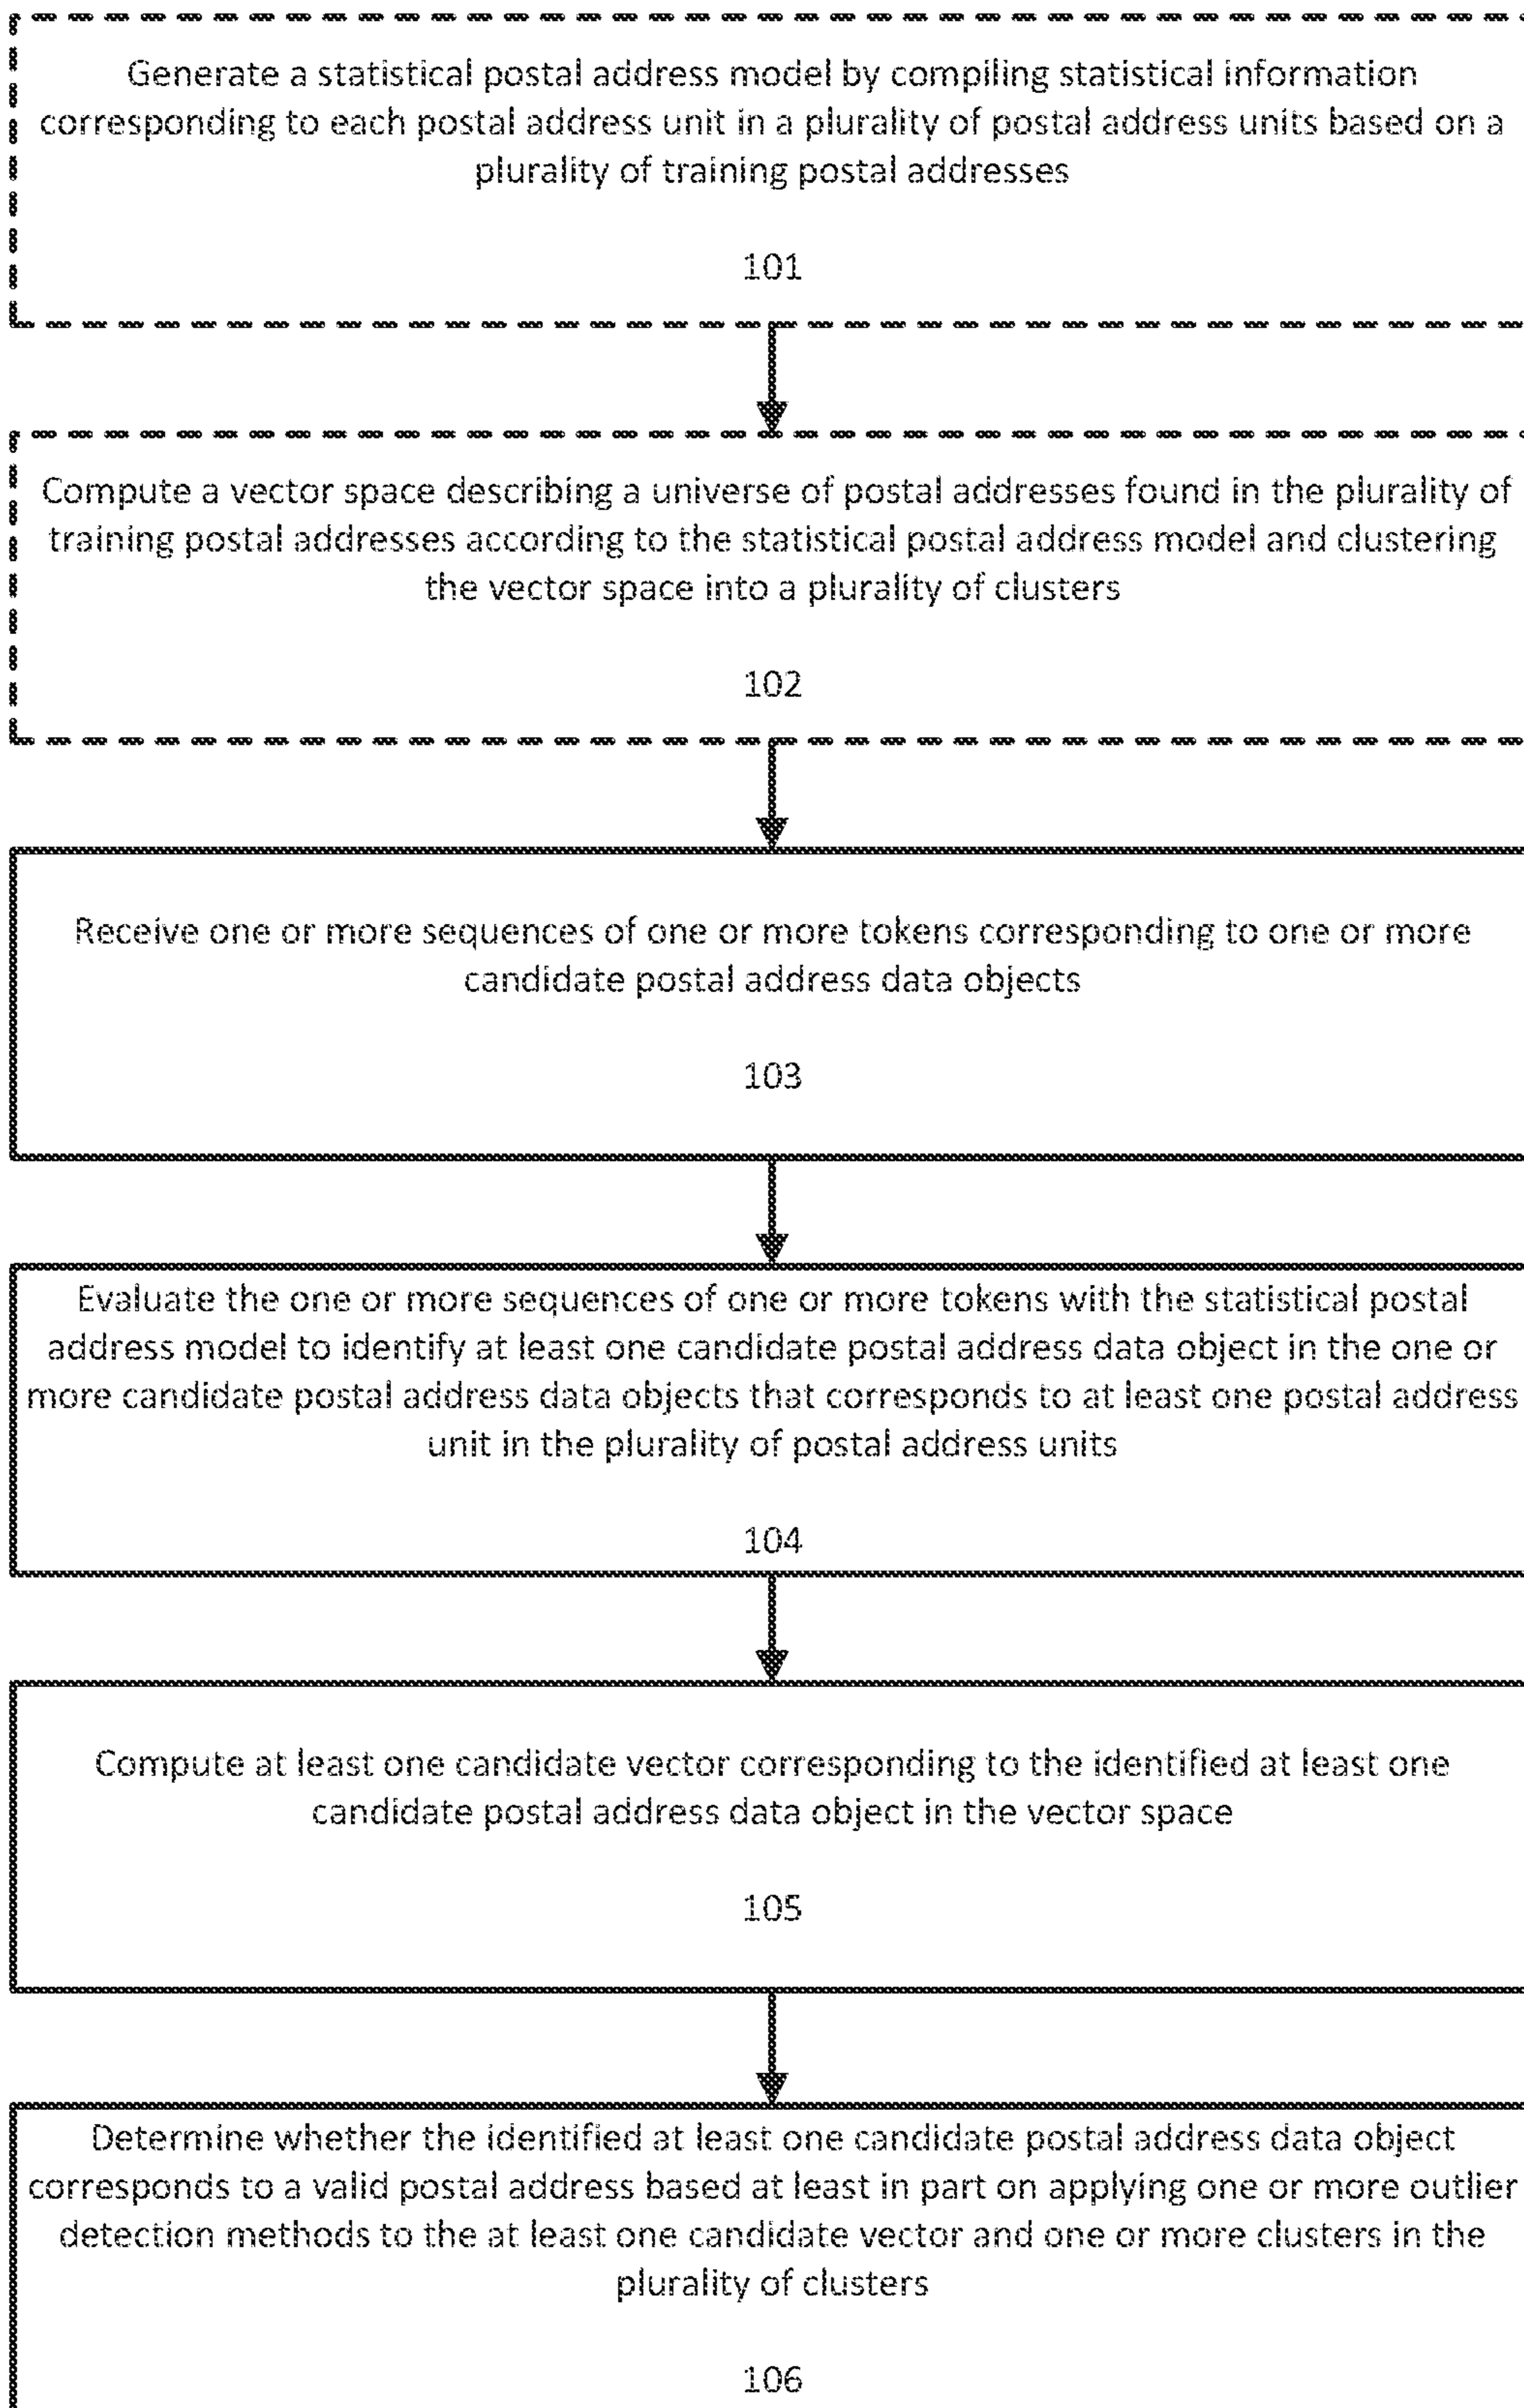 Generate a statistical postal address model by compiling statistical information
corresponding to each postal address unit in a plurality of postal address units based on a
plurality of training postal addresses
101
Compute a vector space describing a universe of postal addresses found in the plurality of
training postal addresses according to the statistical postal address model and clustering
the vector space into a plurality of clusters
102
Receive one or more sequences of one or more tokens corresponding to one or more
candidate postal address data objects
103
Evaluate the one or more sequences of one or more tokens with the statistical postal
address model to identify at least one candidate postal address data object in the one or
more candidate postal address data objects that corresponds to at least one postal address
unit in the plurality of postal address units
104
Compute at least one candidate vector corresponding to the identified at least one
candidate postal address data object in the vector space
105
Determine whether the identified at least one candidate postal address data object
corresponds to a valid postal address based at least in part on applying one or more outlier
detection methods to the at least one candidate vector and one or more clusters in the
plurality of clusters
106